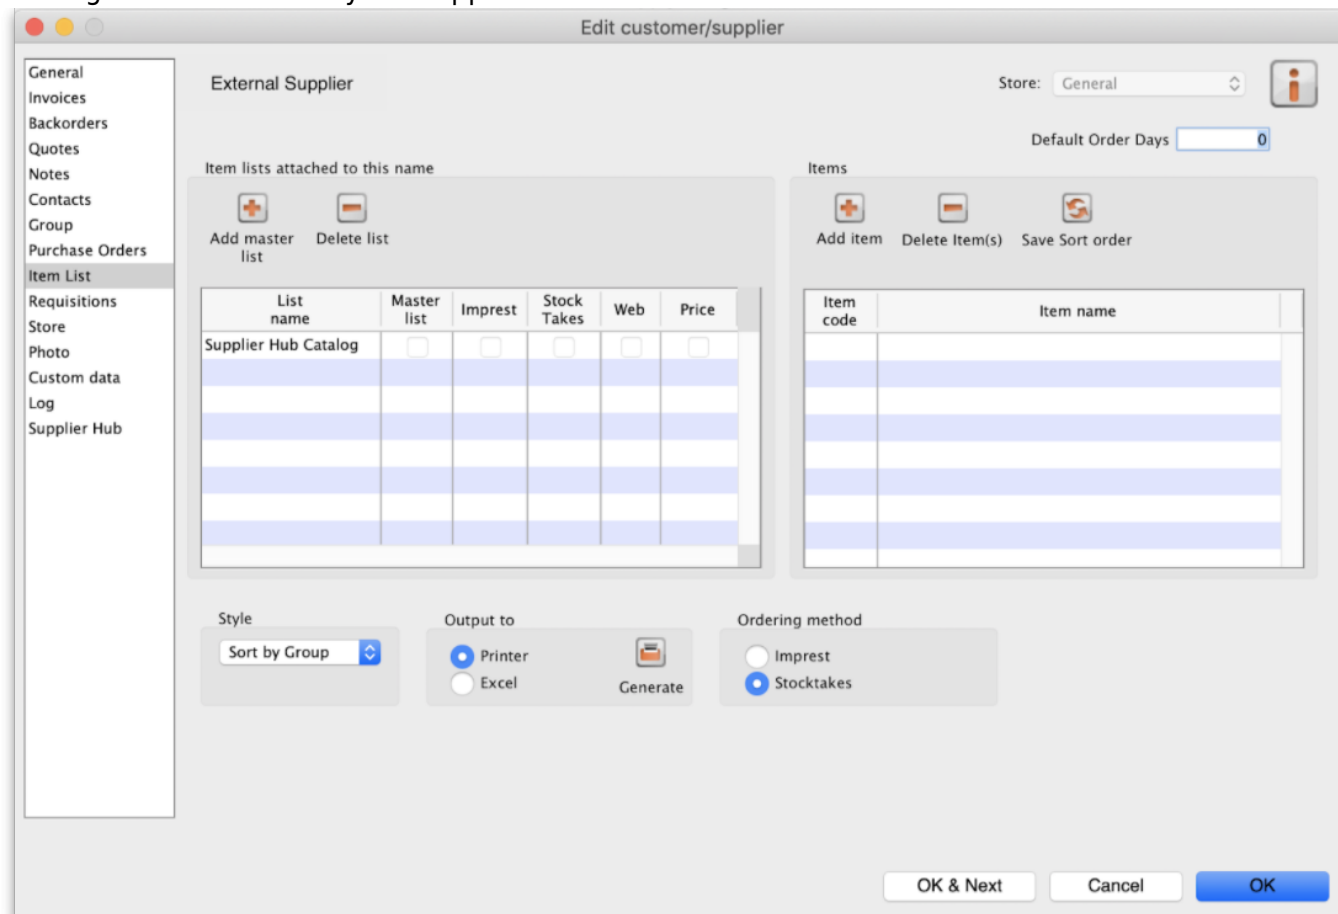 Edit customer/supplier
General
Invoices
Backorders
Quotes
Notes
Contacts
Group
Purchase Orders
Item List
Requisitions
Store
Photo
Custom data
Log
Supplier Hub
External Supplier
Store: General
Default Order Days 0
Item lists attached to this name
Add master
list
Delete list
List
name
Master
list
Imprest
Stock
Takes
Web
Price
Supplier Hub Catalog
Items
Add item
Delete Item(s)
Save Sort order
Item
code
Item name
Style
Sort by Group
Output to
Printer
Excel
Generate
Ordering method
Imprest
Stocktakes
OK & Next
Cancel
OK